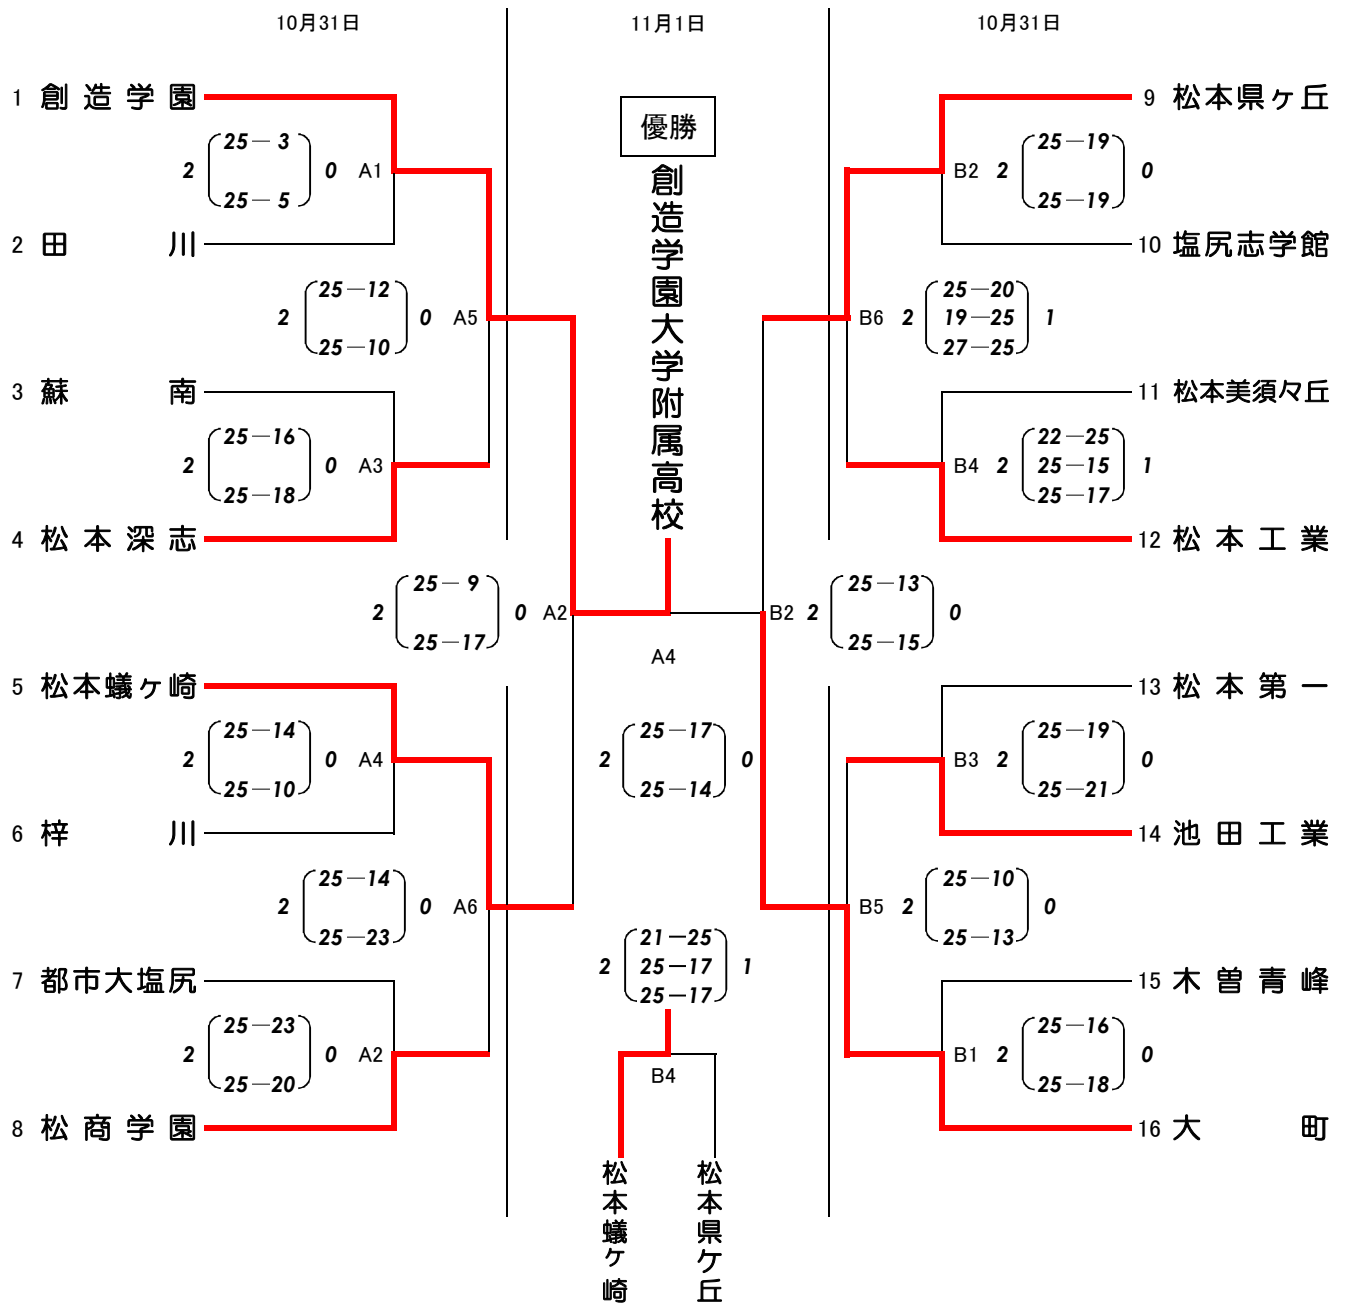 10月31日
11月1日
10月31日
1 創造学園
25－3
2 0 A1
25－5
2 田川
25－12
2 0 A5
25－10
3 蘇南
25－16
2 0 A3
25－18
4 松本深志
25－9
2 0 A2
25－17
5 松本蟻ヶ崎
25－14
2 0 A4
25－10
6 梓川
25－14
2 0 A6
25－23
7 都市大塩尻
25－23
2 0 A2
25－20
8 松商学園
優勝
創造学園大学附属高校
A4
25－17
2 0
25－14
21－25
2 25－17 1
25－17
B4
松本蟻ヶ崎
松本県ケ丘
9 松本県ヶ丘
25－19
B2 2 0
25－19
10 塩尻志学館
25－20
B6 2 19－25 1
27－25
11 松本美須々丘
22－25
B4 2 25－15 1
25－17
12 松本工業
25－13
B2 2 0
25－15
13 松本第一
25－19
B3 2 0
25－21
14 池田工業
25－10
B5 2 0
25－13
15 木曽青峰
25－16
B1 2 0
25－18
16 大町